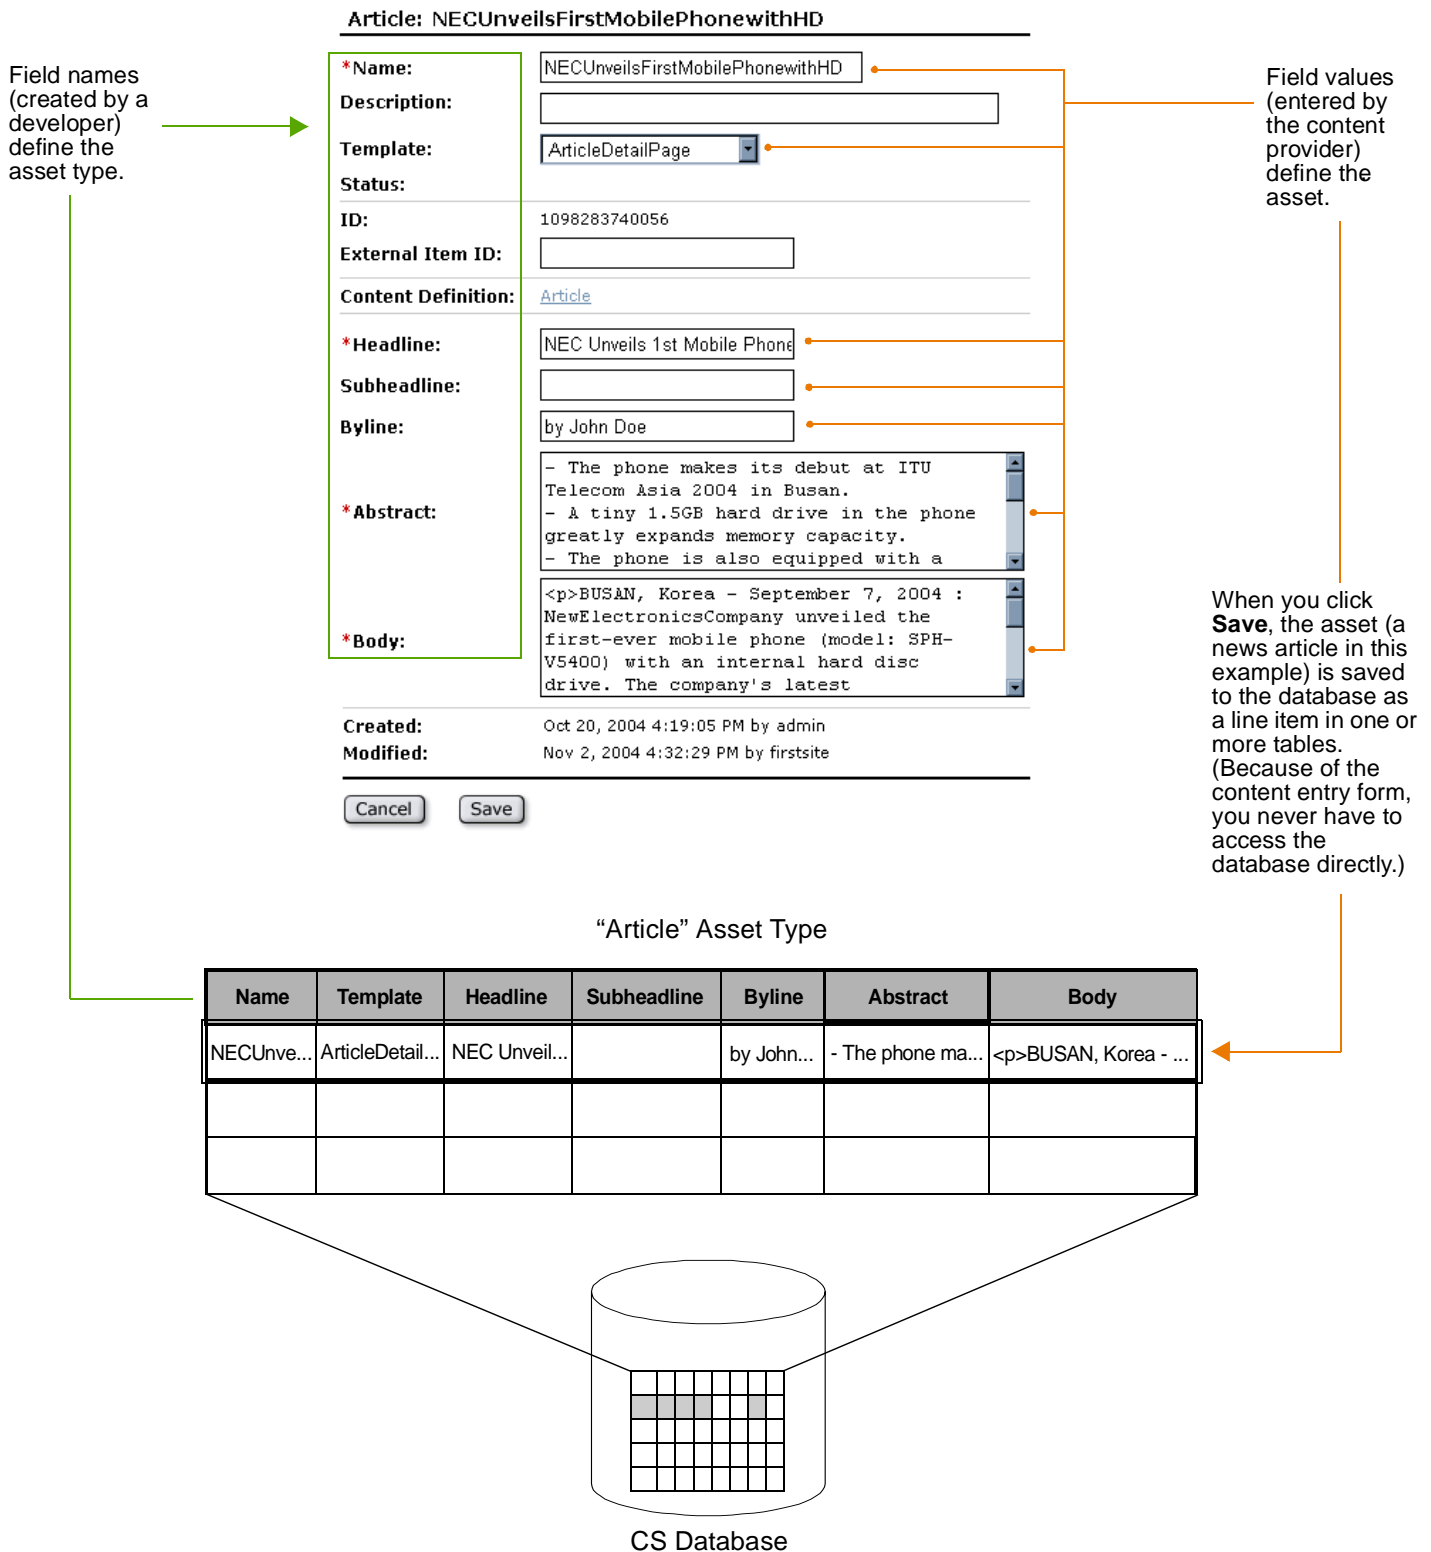 Article: NECUnveilsFirstMobilePhonewithHD
Field names
(created by a
developer)
define the
asset type.
*Name:
NECUnveilsFirstMobilePhonewithHD
Description:
Template:
ArticleDetailPage
Status:
ID:
1098283740056
External Item ID:
Content Definition:
Article
*Headline:
NEC Unveils 1st Mobile Phone
Subheadline:
Byline:
by John Doe
*Abstract:
- The phone makes its debut at ITU
Telecom Asia 2004 in Busan.
- A tiny 1.5GB hard drive in the phone
greatly expands memory capacity.
- The phone is also equipped with a
*Body:
<p>BUSAN, Korea - September 7, 2004 :
NewElectronicsCompany unveiled the
first-ever mobile phone (model: SPH-
V5400) with an internal hard disc
drive. The company's latest
Created:
Oct 20, 2004 4:19:05 PM by admin
Modified:
Nov 2, 2004 4:32:29 PM by firstsite
Cancel
Save
Field values
(entered by
the content
provider)
define the
asset.
When you click
Save, the asset (a
news article in this
example) is saved
to the database as
a line item in one or
more tables.
(Because of the
content entry form,
you never have to
access the
database directly.)
“Article” Asset Type
Name Template Headline Subheadline Byline Abstract Body
NECUnve... ArticleDetail... NEC Unveil... by John... - The phone ma... <p>BUSAN, Korea - ...
CS Database